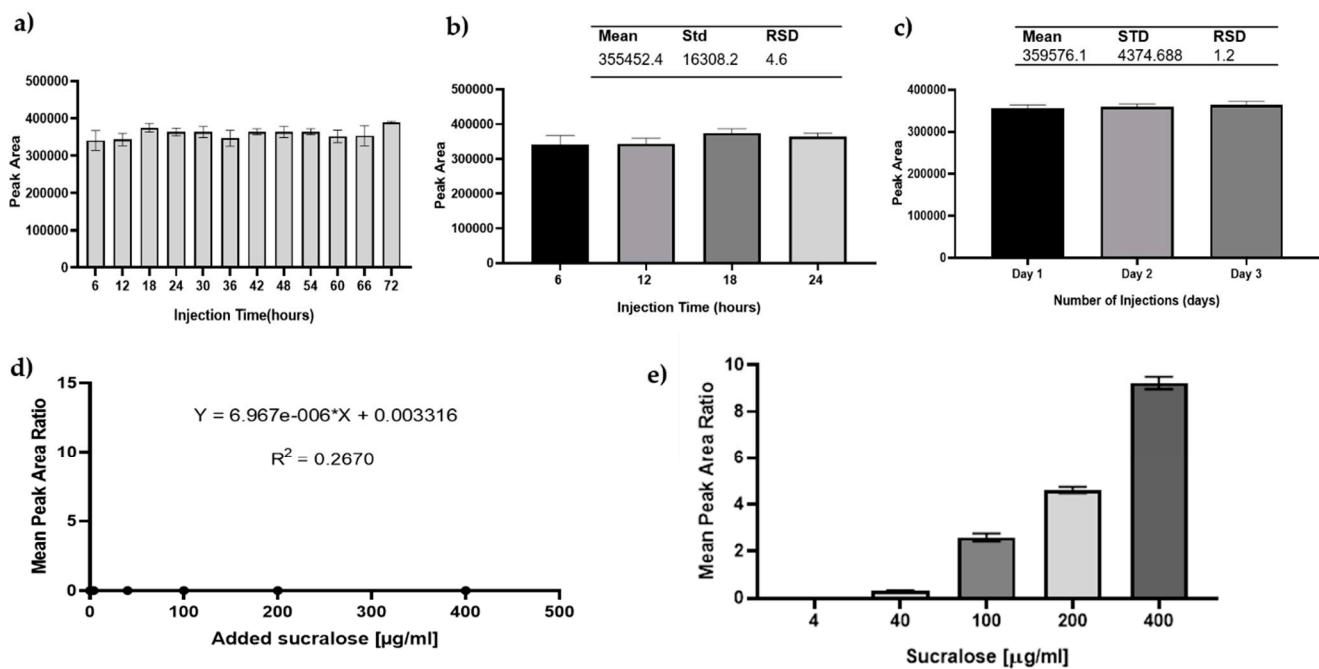 a)
500000
400000
300000
200000
100000
0
Peak Area
6 12 18 24 30 36 42 48 54 60 66 72
Injection Time(hours)
b)
Mean Std RSD
355452.4 16308.2 4.6
500000
400000
300000
200000
100000
0
Peak Area
6 12 18 24
Injection Time (hours)
c)
Mean STD RSD
359576.1 4374.688 1.2
400000
300000
200000
100000
0
Peak Area
Day 1 Day 2 Day 3
Number of Injections (days)
d)
15
10
5
0
Mean Peak Area Ratio
Y = 6.967e-006*X + 0.003316
R² = 0.2670
0 100 200 300 400 500
Added sucralose [µg/ml]
e)
10
8
6
4
2
0
Mean Peak Area Ratio
4 40 100 200 400
Sucralose [µg/ml]